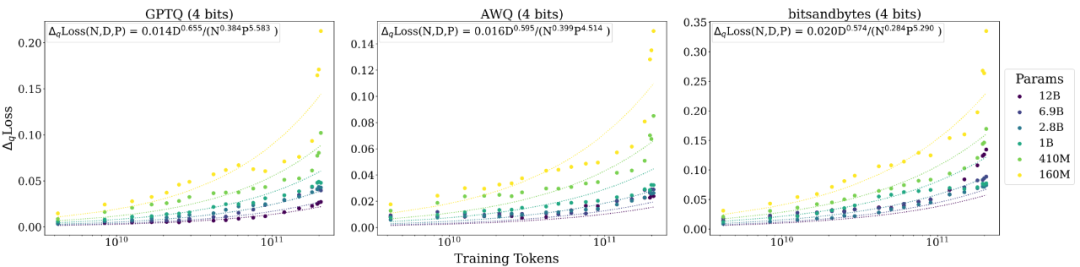 GPTQ (4 bits)
AWQ (4 bits)
bitsandbytes (4 bits)
Δ_qLoss(N,D,P) = 0.014D^0.655/(N^0.384P^5.583 )
Δ_qLoss(N,D,P) = 0.016D^0.595/(N^0.399P^4.514 )
Δ_qLoss(N,D,P) = 0.020D^0.574/(N^0.284P^5.290 )
Δ_qLoss
0.20
0.15
0.10
0.05
0.00
0.14
0.12
0.10
0.08
0.06
0.04
0.02
0.00
0.35
0.30
0.25
0.20
0.15
0.10
0.05
0.00
Params
12B
6.9B
2.8B
1B
410M
160M
10^10
10^11
10^10
10^11
10^10
10^11
Training Tokens